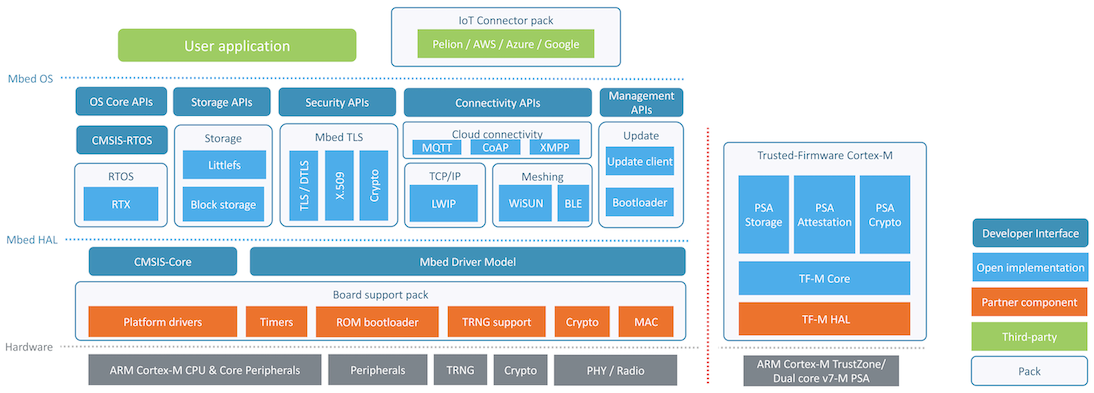 IoT Connector pack
User application
Pelion / AWS / Azure / Google
Mbed OS
OS Core APIs
Storage APIs
Security APIs
Connectivity APIs
Management
APIs
CMSIS-RTOS
Storage
Mbed TLS
Cloud connectivity
Update
MQTT
CoAP
XMPP
Littlefs
Update client
RTOS
TCP/IP
Meshing
TLS / DTLS
X.509
Crypto
RTX
Block storage
LWIP
WiSUN
BLE
Bootloader
Trusted-Firmware Cortex-M
PSA
Storage
PSA
Attestation
PSA
Crypto
TF-M Core
TF-M HAL
Mbed HAL
CMSIS-Core
Mbed Driver Model
Board support pack
Platform drivers
Timers
ROM bootloader
TRNG support
Crypto
MAC
Hardware
ARM Cortex-M CPU & Core Peripherals
Peripherals
TRNG
Crypto
PHY / Radio
ARM Cortex-M TrustZone/
Dual core v7-M PSA
Developer Interface
Open implementation
Partner component
Third-party
Pack